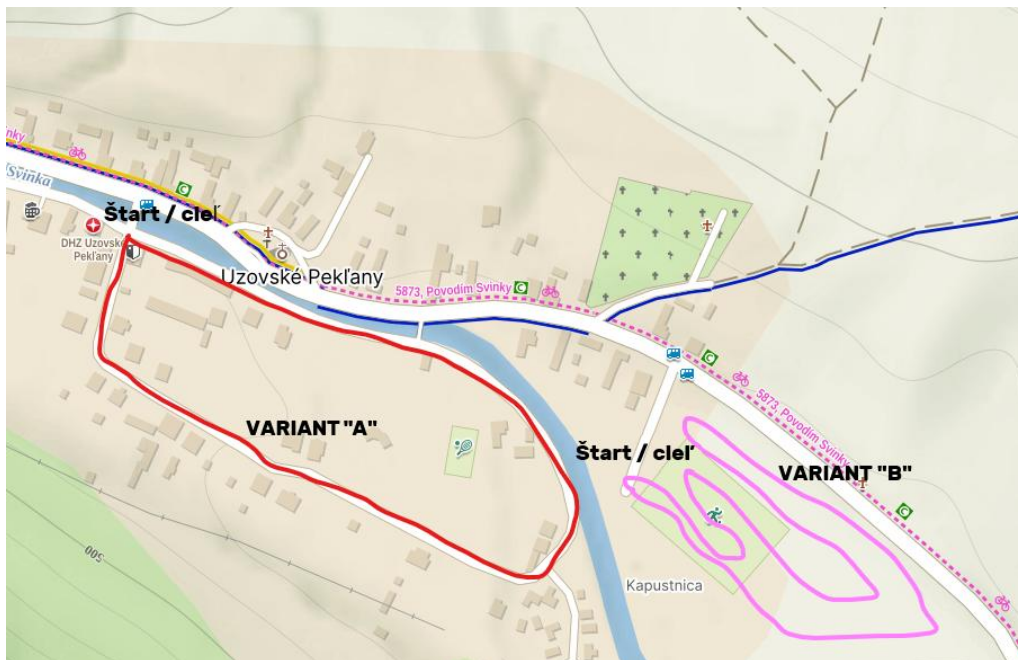 inky
Svinka
Štart / cieľ
DHZ Uzovské
Pekľany
Uzovské Pekľany
5873, Povodím Svinky
5873, Povodím Svinky
VARIANT "A"
Štart / cieľ
VARIANT "B"
500
Kapustnica